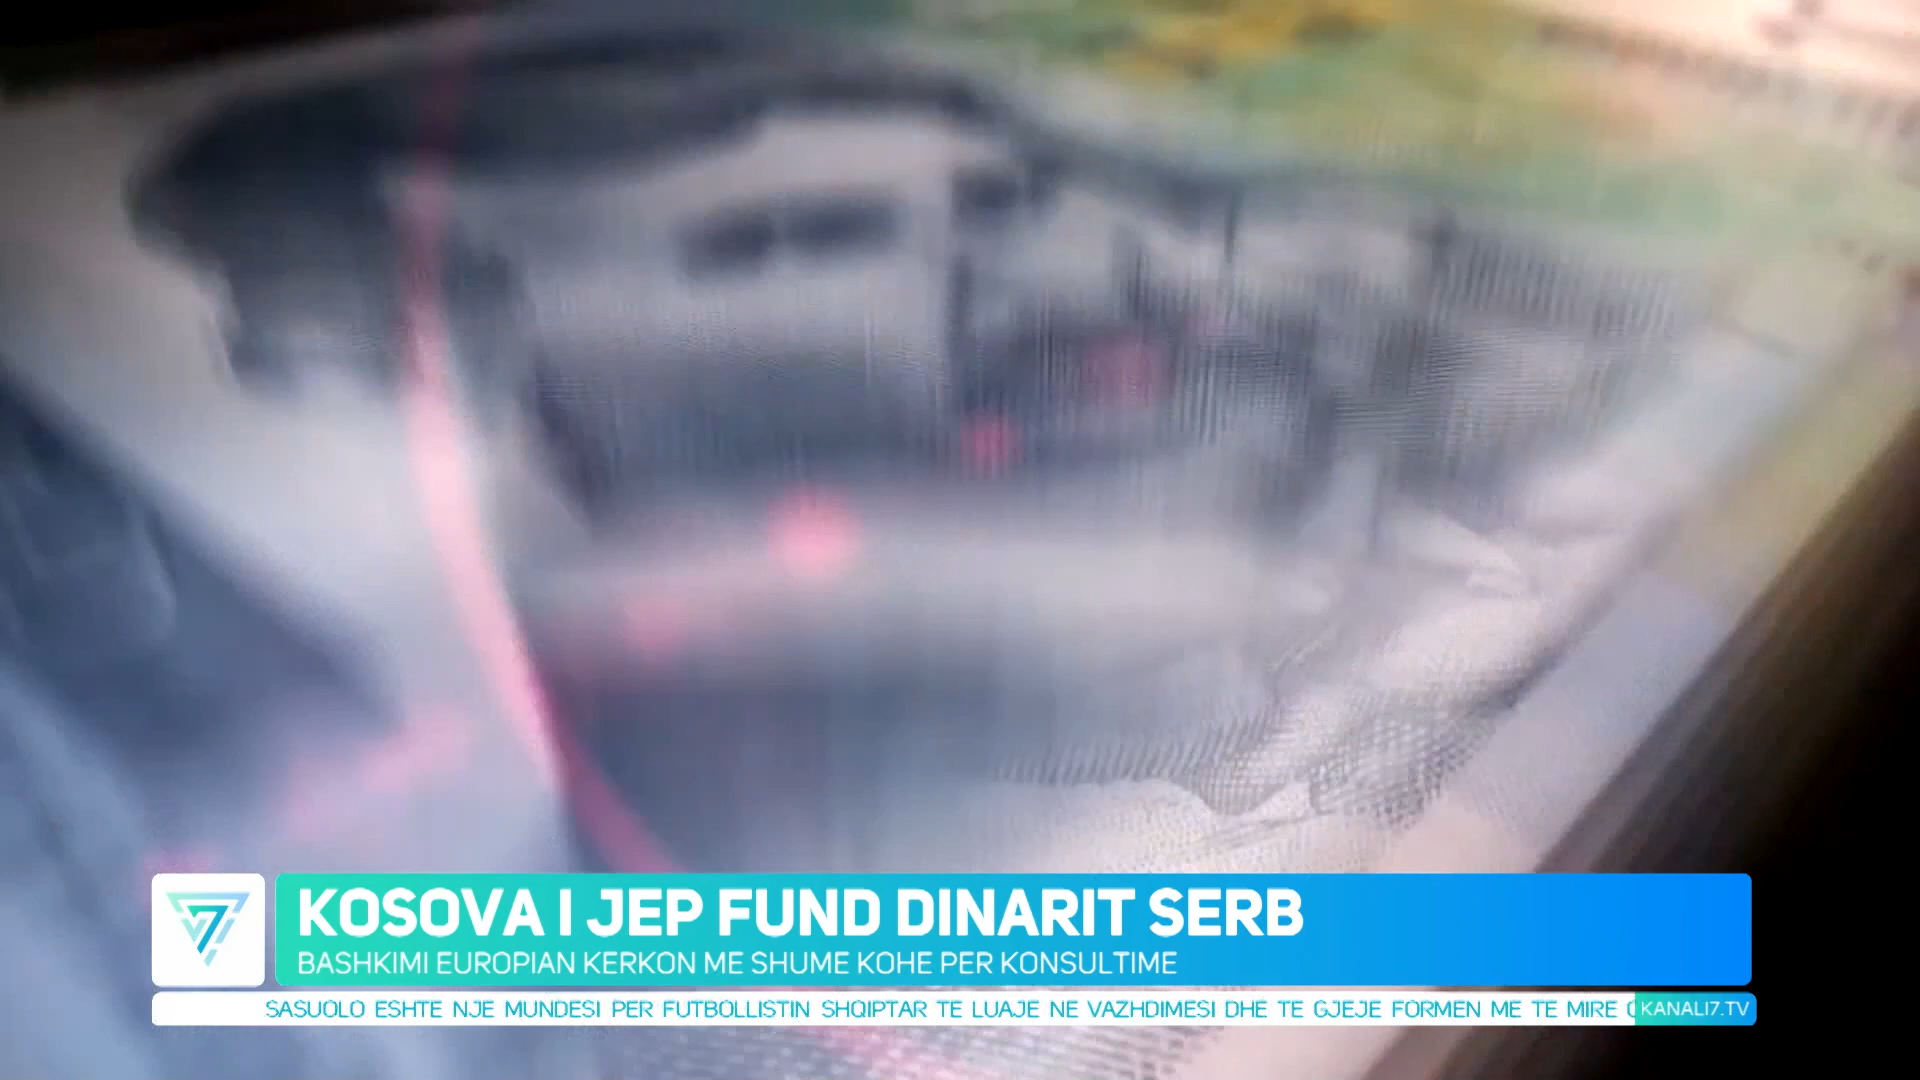 KOSOVA I JEP FUND DINARIT SERB
BASHKIMI EUROPIAN KERKON ME SHUME KOHE PER KONSULTIME
SASUOLO ESHTE NJE MUNDESI PER FUTBOLLISTIN SHQIPTAR TE LUAJE NE VAZHDIMESI DHE TE GJEJE FORMEN ME TE MIRE
KANALI7.TV